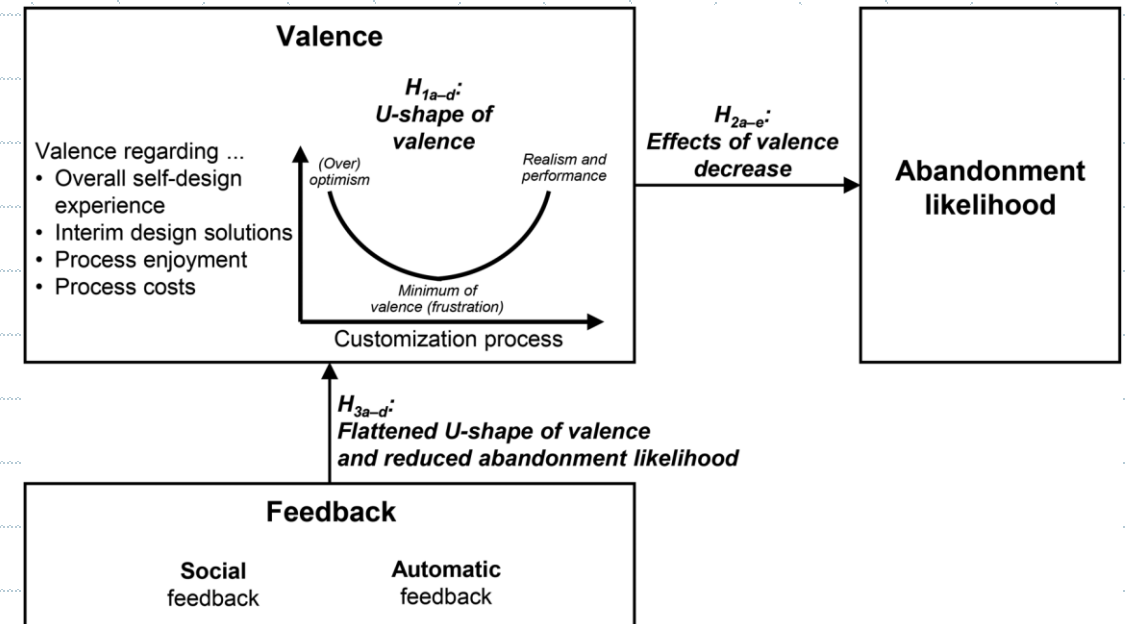 Valence
H1a–d:
U-shape of
valence
Valence regarding ...
• Overall self-design
experience
• Interim design solutions
• Process enjoyment
• Process costs
(Over)
optimism
Realism and
performance
Minimum of
valence (frustration)
Customization process
H2a–e:
Effects of valence
decrease
Abandonment
likelihood
H3a–d:
Flattened U-shape of valence
and reduced abandonment likelihood
Feedback
Social
feedback
Automatic
feedback